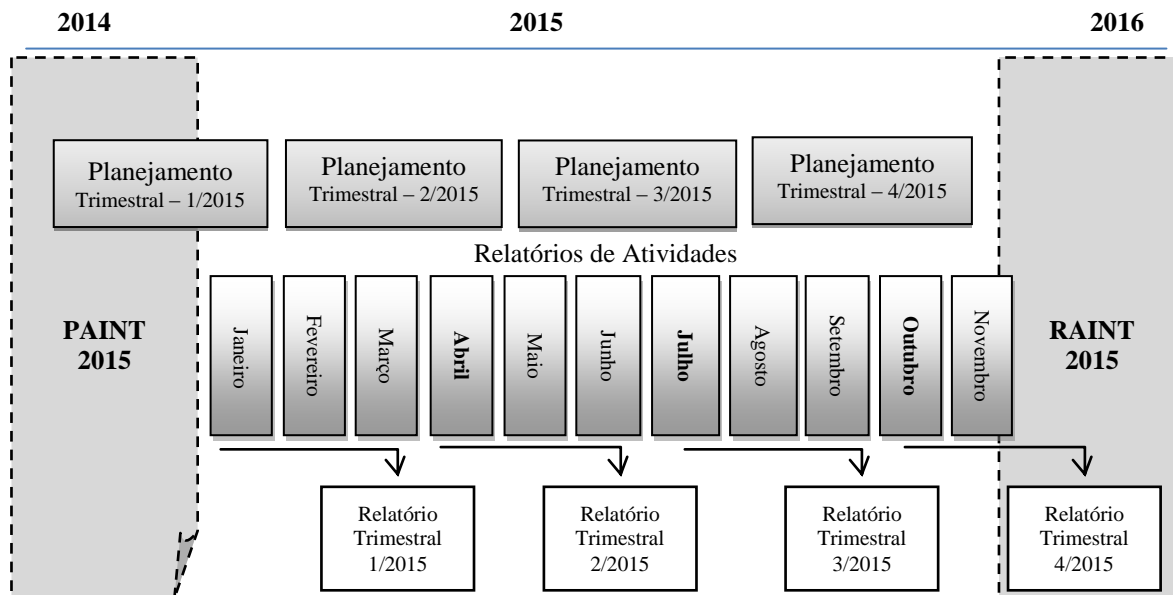 2014
2015
2016
Planejamento
Trimestral – 1/2015
Planejamento
Trimestral – 2/2015
Planejamento
Trimestral – 3/2015
Planejamento
Trimestral – 4/2015
Relatórios de Atividades
PAINT
2015
Janeiro
Fevereiro
Março
Abril
Maio
Junho
Julho
Agosto
Setembro
Outubro
Novembro
RAINT
2015
Relatório
Trimestral
1/2015
Relatório
Trimestral
2/2015
Relatório
Trimestral
3/2015
Relatório
Trimestral
4/2015